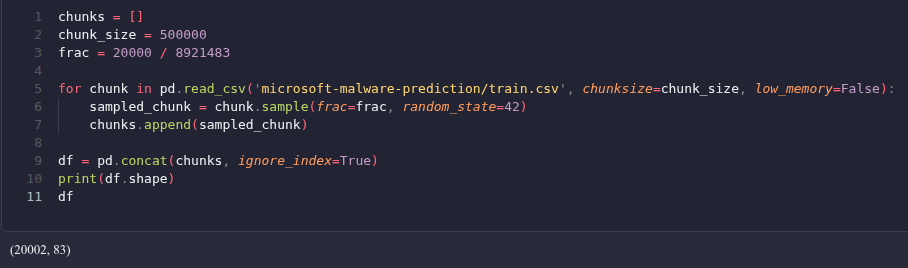 1 chunks = []
2 chunk_size = 500000
3 frac = 20000 / 8921483
4
5 for chunk in pd.read_csv('microsoft-malware-prediction/train.csv', chunksize=chunk_size, low_memory=False):
6     sampled_chunk = chunk.sample(frac=frac, random_state=42)
7     chunks.append(sampled_chunk)
8
9 df = pd.concat(chunks, ignore_index=True)
10 print(df.shape)
11 df
(20002, 83)